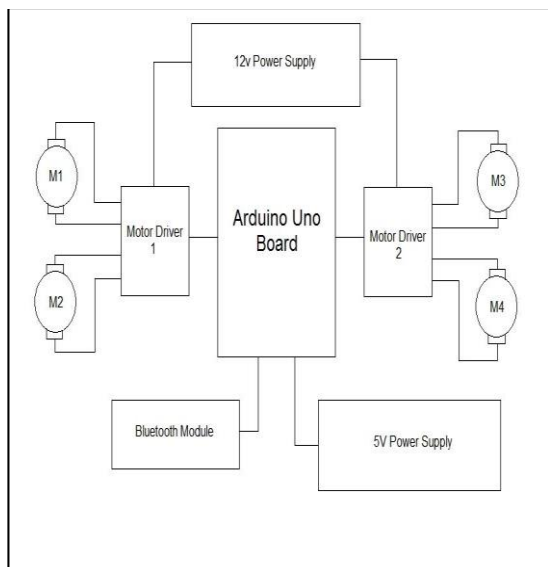 12v Power Supply
M1
M3
Arduino Uno
Board
Motor Driver
1
Motor Driver
2
M2
M4
Bluetooth Module
5V Power Supply